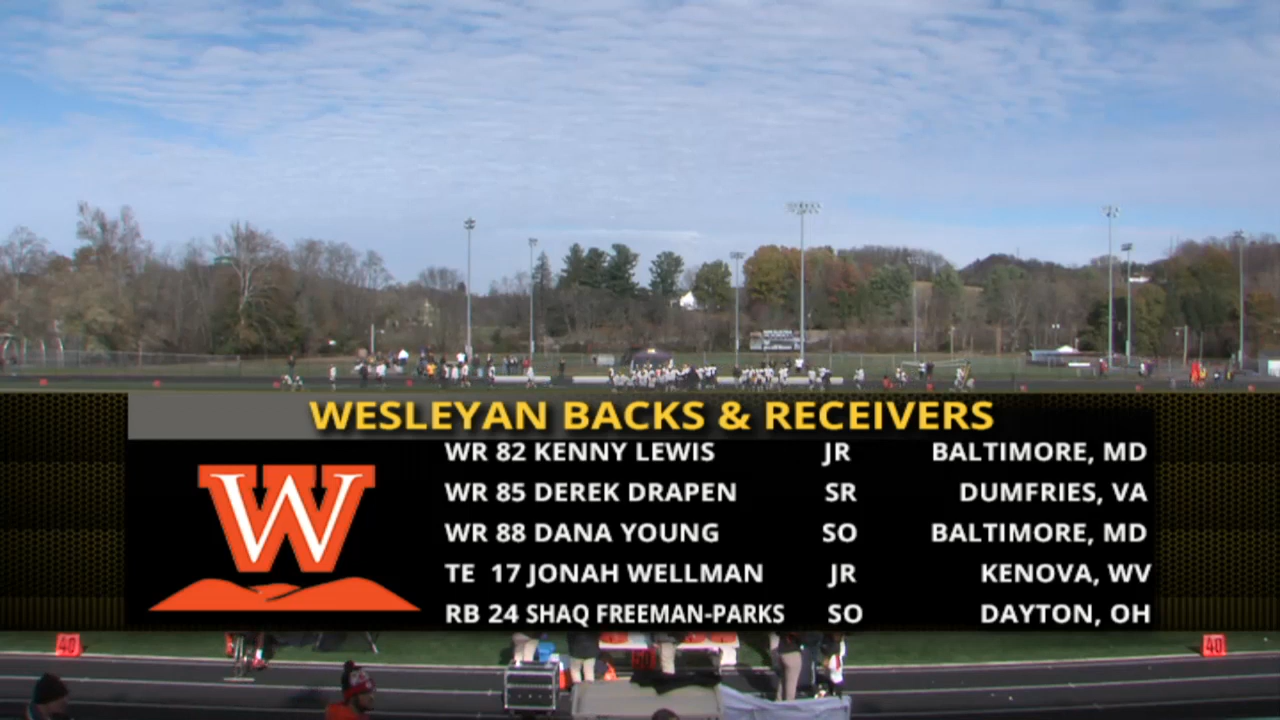 WESLEYAN BACKS & RECEIVERS
WR 82 KENNY LEWIS JR BALTIMORE, MD
WR 85 DEREK DRAPEN SR DUMFRIES, VA
WR 88 DANA YOUNG SO BALTIMORE, MD
TE 17 JONAH WELLMAN JR KENOVA, WV
RB 24 SHAQ FREEMAN-PARKS SO DAYTON, OH
W
40
50
40